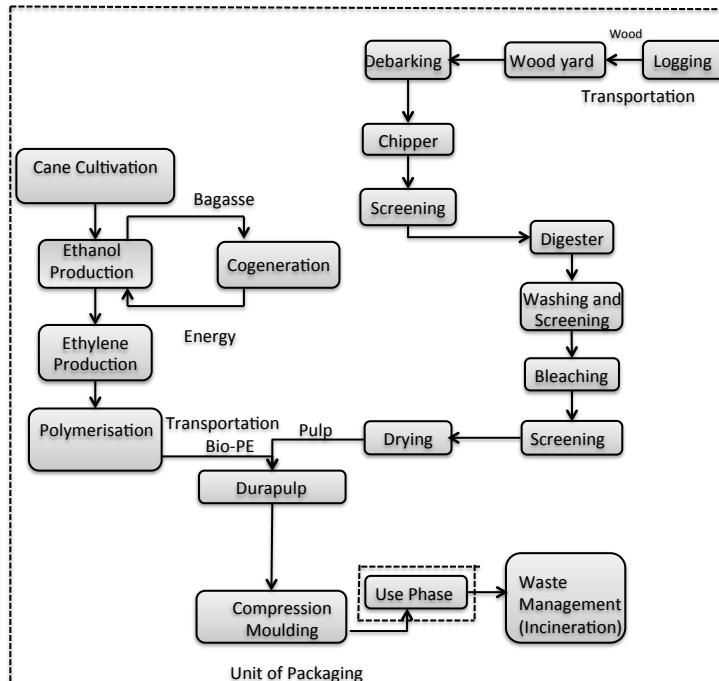 Wood
Debarking
Wood yard
Logging
Transportation
Chipper
Cane Cultivation
Bagasse
Screening
Digester
Ethanol
Production
Cogeneration
Washing and
Screening
Energy
Ethylene
Production
Bleaching
Polymerisation
Transportation
Bio-PE
Pulp
Drying
Screening
Durapulp
Compression
Moulding
Use Phase
Waste
Management
(Incineration)
Unit of Packaging